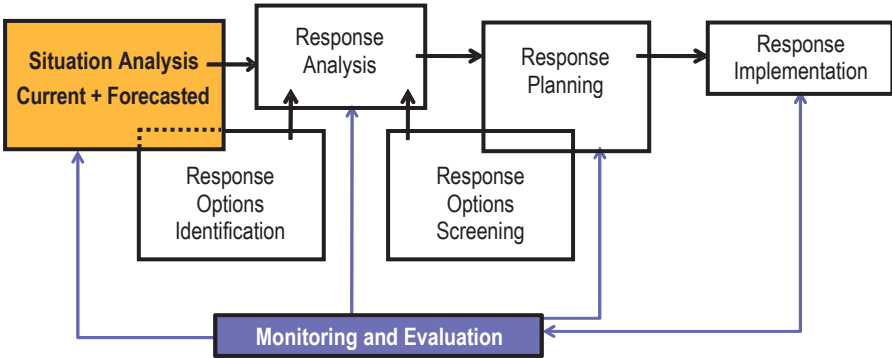 Situation Analysis
Current + Forecasted
Response
Analysis
Response
Planning
Response
Implementation
Response
Options
Identification
Response
Options
Screening
Monitoring and Evaluation